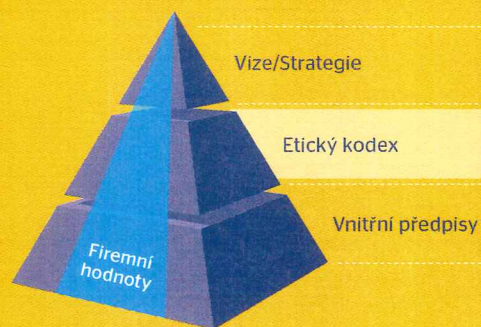 Vize/Strategie
Etický kodex
Vnitřní předpisy
Firemní
hodnoty